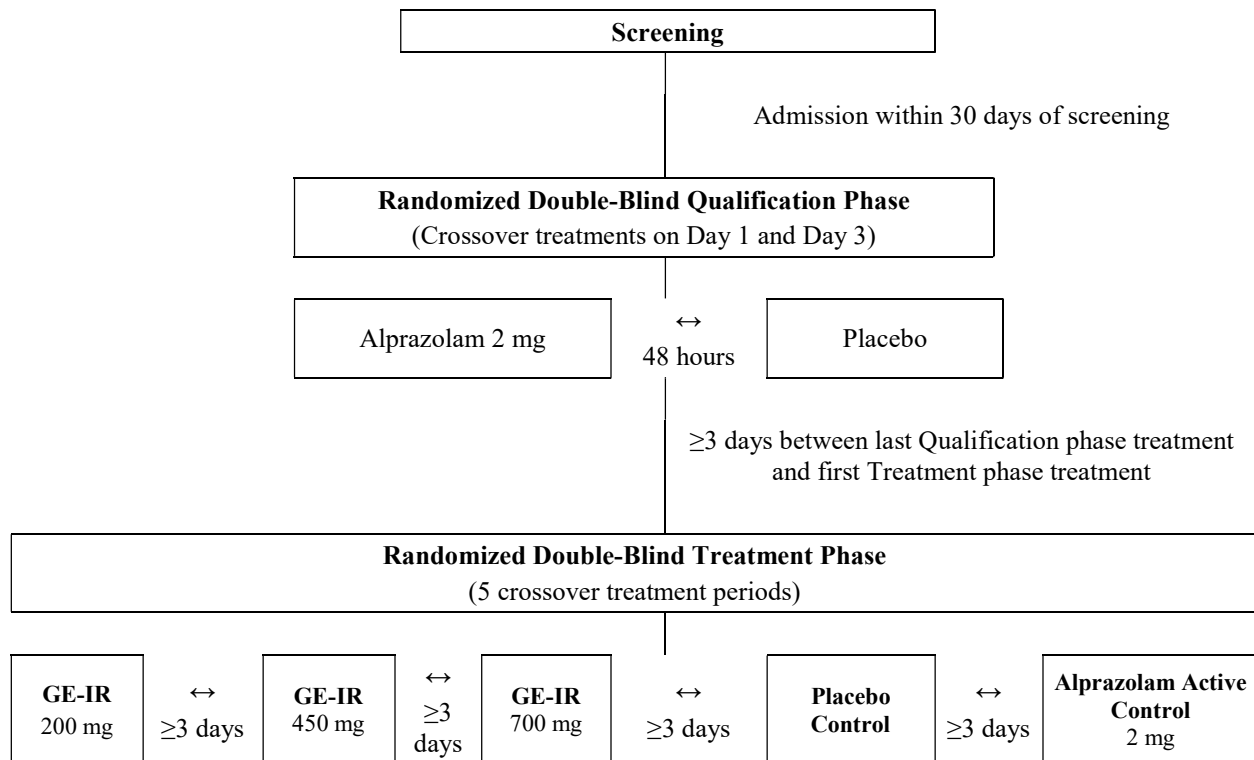 Screening
Admission within 30 days of screening
Randomized Double-Blind Qualification Phase
(Crossover treatments on Day 1 and Day 3)
Alprazolam 2 mg
↔
48 hours
Placebo
≥3 days between last Qualification phase treatment
and first Treatment phase treatment
Randomized Double-Blind Treatment Phase
(5 crossover treatment periods)
GE-IR
200 mg
↔
≥3 days
GE-IR
450 mg
↔
≥3
days
GE-IR
700 mg
↔
≥3 days
Placebo
Control
↔
≥3 days
Alprazolam Active
Control
2 mg